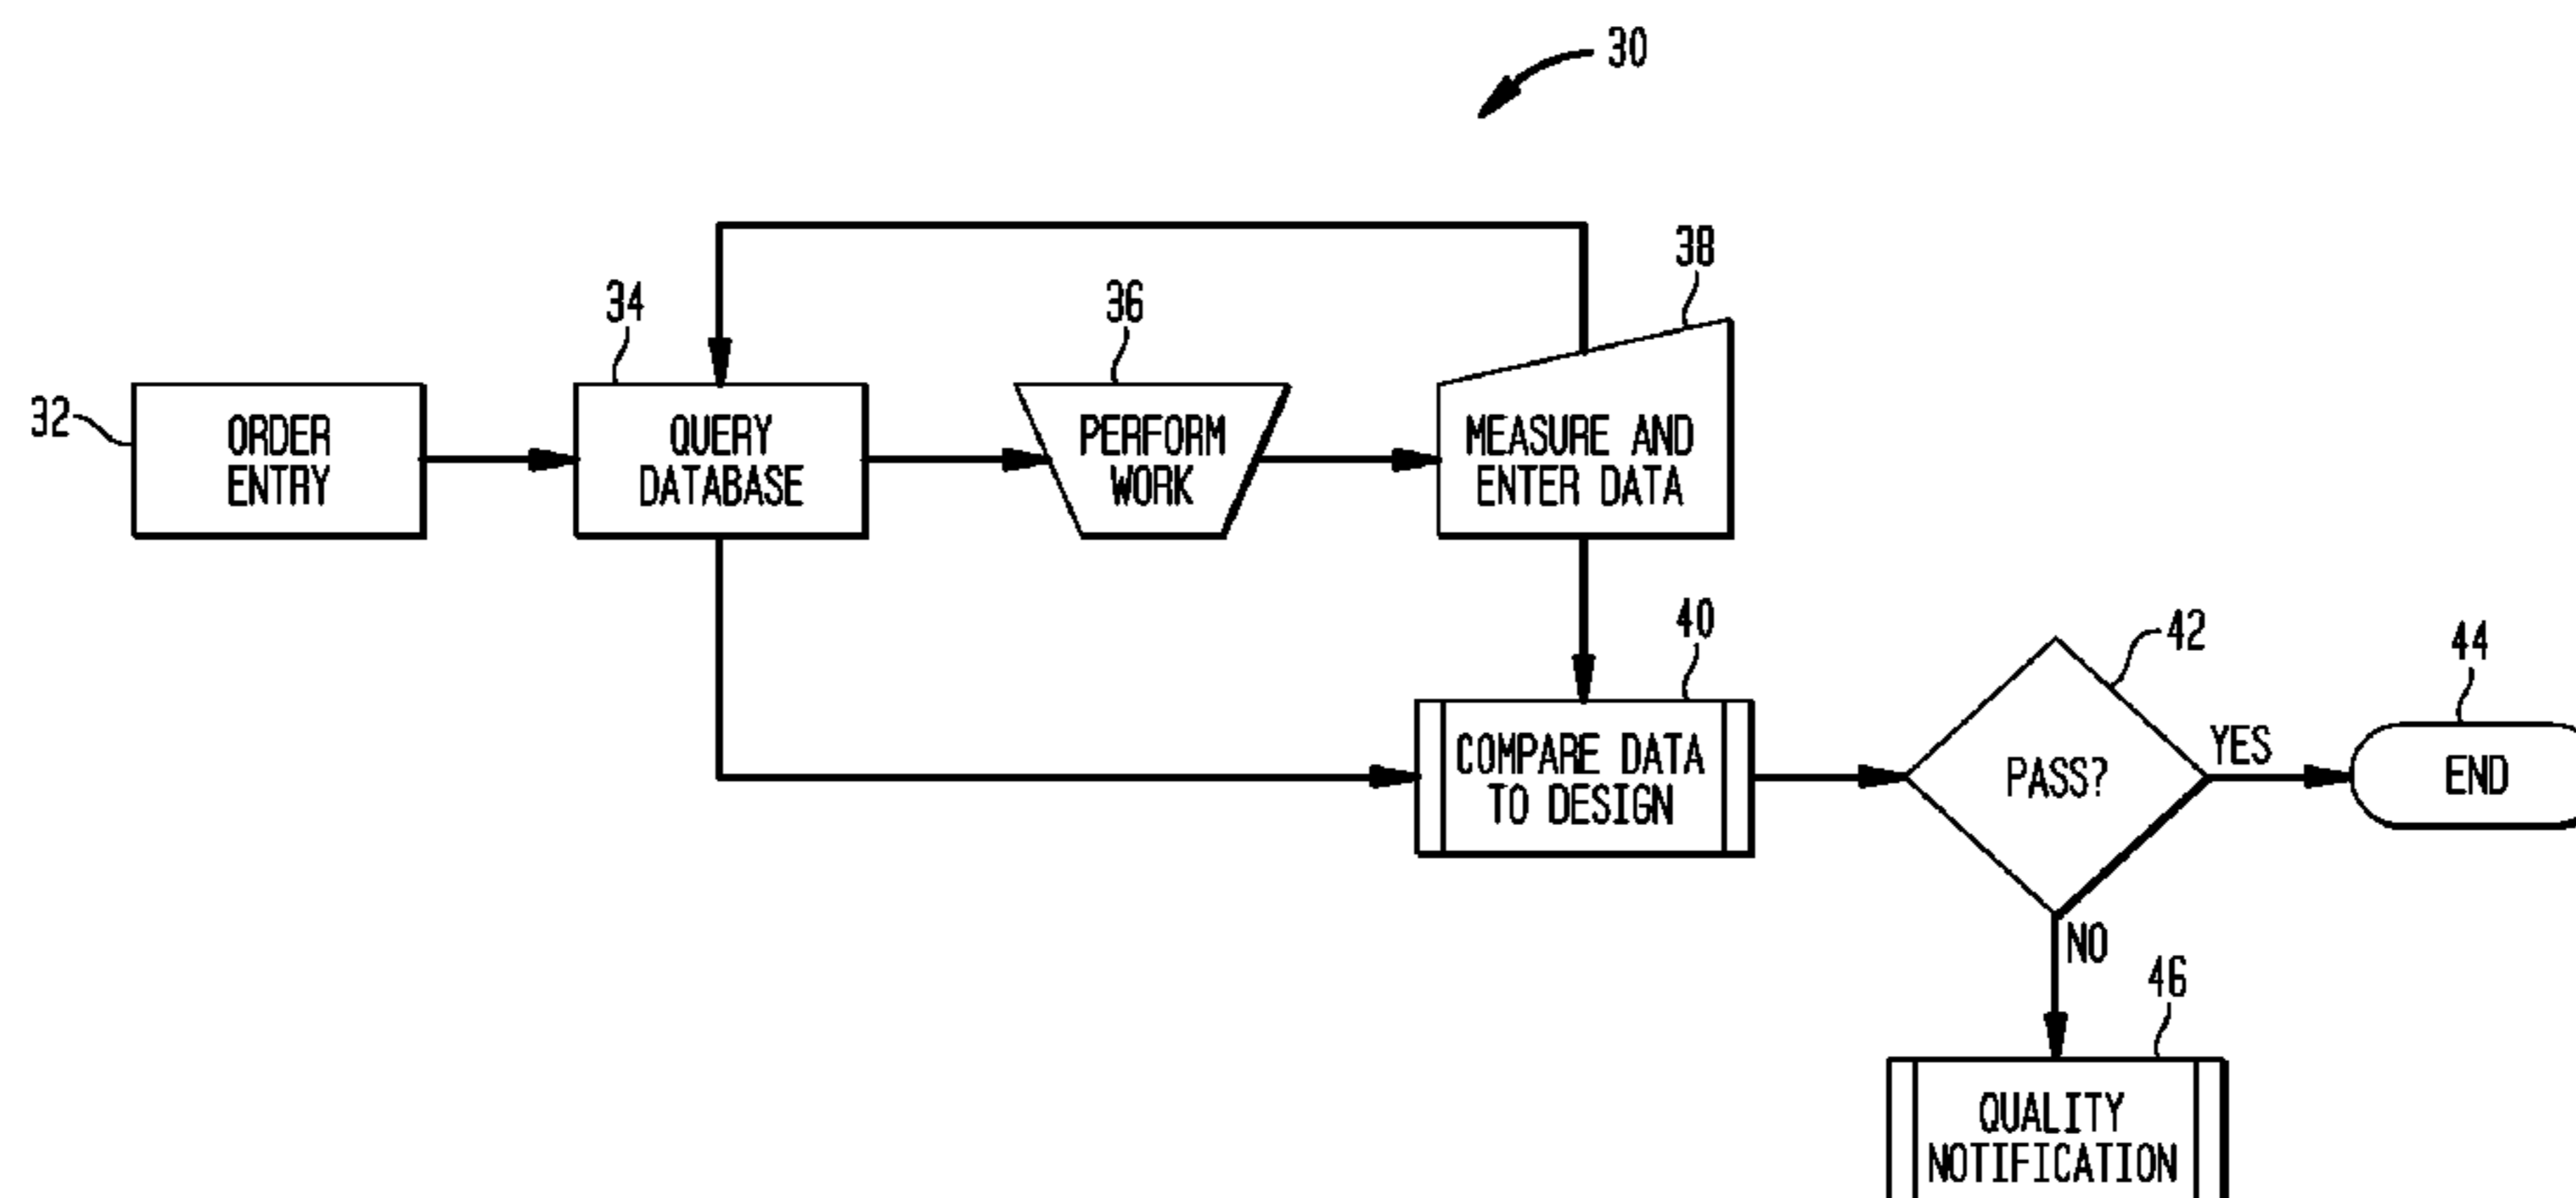 30
38
34
36
32
ORDER
ENTRY
QUERY
DATABASE
PERFORM
WORK
MEASURE AND
ENTER DATA
40
42
44
COMPARE DATA
TO DESIGN
PASS?
YES
END
NO
46
QUALITY
NOTIFICATION